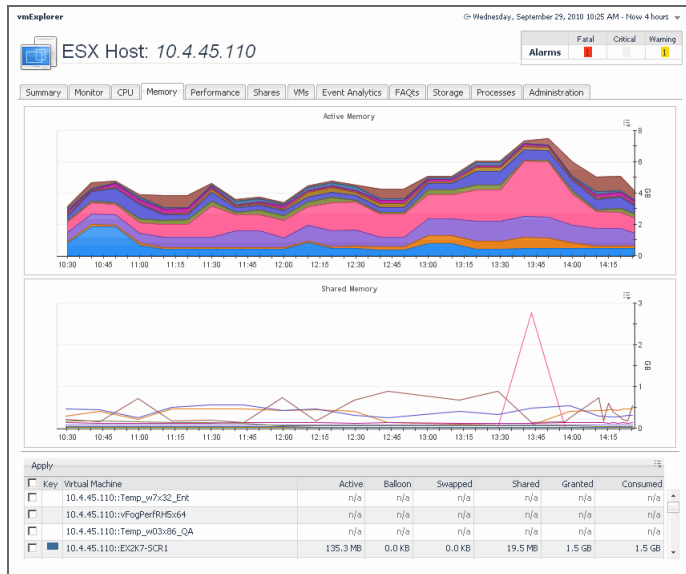 vmExplorer
Wednesday, September 29, 2010 10:25 AM - Now 4 hours
ESX Host: 10.4.45.110
Fatal Critical Warning
Alarms 1 1
Summary Monitor CPU Memory Performance Shares VMs Event Analytics FAQts Storage Processes Administration
Active Memory
8
6
GB
4
2
0
10:30 10:45 11:00 11:15 11:30 11:45 12:00 12:15 12:30 12:45 13:00 13:15 13:30 13:45 14:00 14:15
Shared Memory
3
2
GB
1
0
10:30 10:45 11:00 11:15 11:30 11:45 12:00 12:15 12:30 12:45 13:00 13:15 13:30 13:45 14:00 14:15
Apply
Key Virtual Machine Active Balloon Swapped Shared Granted Consumed
10.4.45.110::Temp_w7x32_Ent n/a n/a n/a n/a n/a n/a
10.4.45.110::vFogPerfRH5x64 n/a n/a n/a n/a n/a n/a
10.4.45.110::Temp_w03x86_QA n/a n/a n/a n/a n/a n/a
10.4.45.110::EX2K7-SCR1 135.3 MB 0.0 KB 0.0 KB 19.5 MB 1.5 GB 1.5 GB